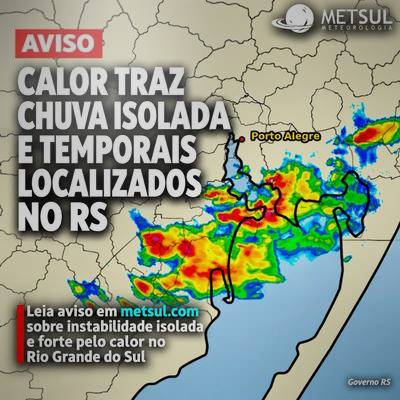 METSUL
METEOROLOGIA
AVISO
CALOR TRAZ
CHUVA ISOLADA
E TEMPORAIS
LOCALIZADOS
NO RS
Porto Alegre
Leia aviso em metsul.com
sobre instabilidade isolada
e forte pelo calor no
Rio Grande do Sul
Governo RS